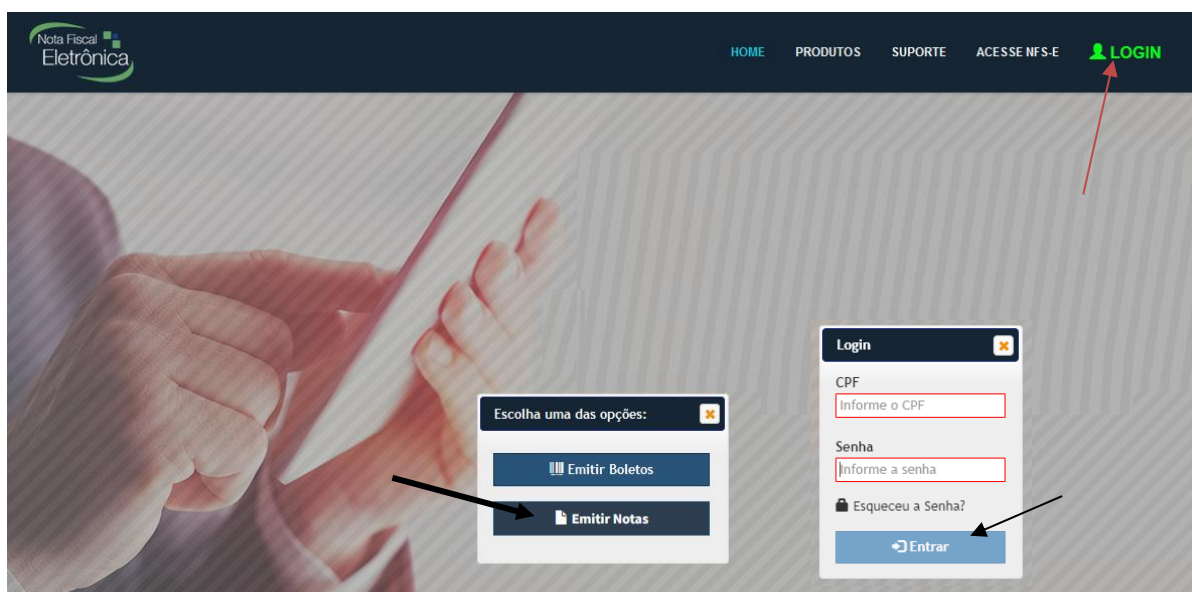 Nota Fiscal
Eletrônica
HOME PRODUTOS SUPORTE ACESSE NFS-E LOGIN
Escolha uma das opções:
Emitir Boletos
Emitir Notas
Login
CPF
Informe o CPF
Senha
Informe a senha
Esqueceu a Senha?
Entrar